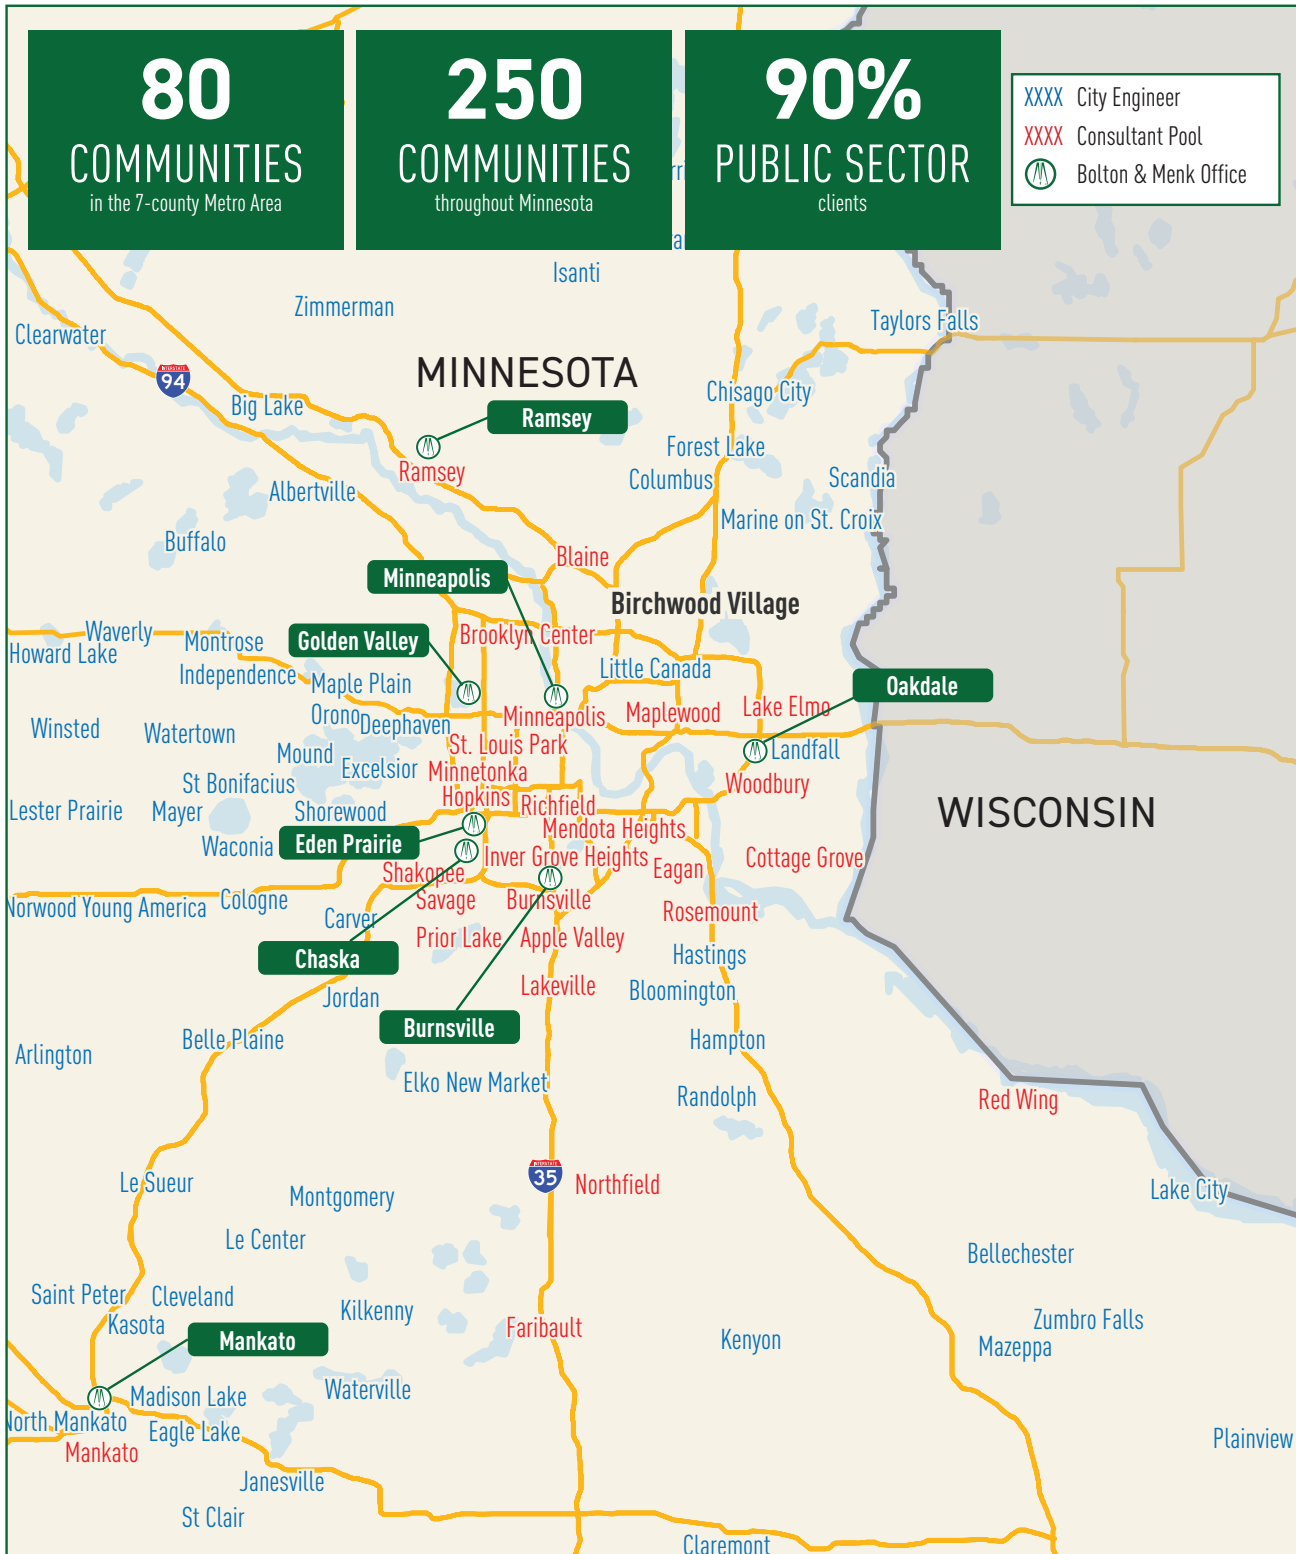 80
COMMUNITIES
in the 7-county Metro Area
250
COMMUNITIES
throughout Minnesota
90%
PUBLIC SECTOR
clients
XXXX City Engineer
XXXX Consultant Pool
Bolton & Menk Office
Isanti
Zimmerman
Taylors Falls
Clearwater
MINNESOTA
INTERSTATE
94
Chisago City
Big Lake
Ramsey
Forest Lake
Ramsey
Columbus
Scandia
Albertville
Marine on St. Croix
Buffalo
Blaine
Minneapolis
Birchwood Village
Waverly
Montrose
Golden Valley
Brooklyn Center
Howard Lake
Little Canada
Independence
Maple Plain
Oakdale
Orono
Deephaven
Minneapolis
Maplewood
Lake Elmo
Winsted
Watertown
St. Louis Park
Landfall
Mound
Excelsior
Minnetonka
St Bonifacius
Woodbury
Hopkins
Richfield
Lester Prairie
Mayer
Shorewood
WISCONSIN
Mendota Heights
Waconia
Eden Prairie
Inver Grove Heights
Cottage Grove
Shakopee
Eagan
Norwood Young America
Cologne
Savage
Burnsville
Carver
Rosemount
Prior Lake
Apple Valley
Chaska
Hastings
Jordan
Lakeville
Bloomington
Burnsville
Belle Plaine
Hampton
Arlington
Elko New Market
Randolph
Red Wing
INTERSTATE
35
Le Sueur
Northfield
Lake City
Montgomery
Le Center
Bellechester
Saint Peter
Cleveland
Kilkenny
Kasota
Faribault
Zumbro Falls
Mankato
Kenyon
Mazeppa
Waterville
Madison Lake
North Mankato
Eagle Lake
Mankato
Plainview
Janesville
St Clair
Claremont